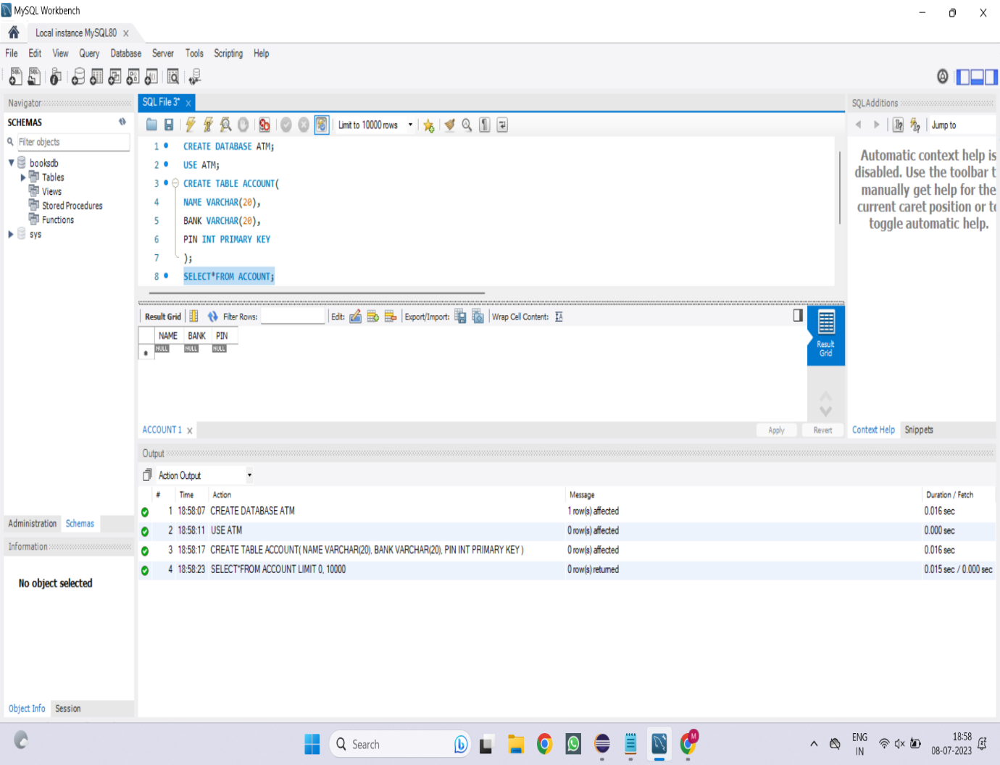 MySQL Workbench
Local instance MySQL80 x
File Edit View Query Database Server Tools Scripting Help
Navigator
SCHEMAS
Filter objects
booksdb
Tables
Views
Stored Procedures
Functions
sys
Administration Schemas
Information
No object selected
Object Info Session
SQL File 3* x
Limit to 10000 rows
1 CREATE DATABASE ATM;
2 USE ATM;
3 CREATE TABLE ACCOUNT(
4 NAME VARCHAR(20),
5 BANK VARCHAR(20),
6 PIN INT PRIMARY KEY
7 );
8 SELECT*FROM ACCOUNT;
Result Grid Filter Rows: Edit: Export/Import: Wrap Cell Content:
NAME BANK PIN
NULL NULL NULL
Result
Grid
ACCOUNT 1 x
Apply Revert
SQLAdditions
Jump to
Automatic context help is
disabled. Use the toolbar t
manually get help for the
current caret position or to
toggle automatic help.
Context Help Snippets
Output
Action Output
# Time Action Message Duration / Fetch
1 18:58:07 CREATE DATABASE ATM 1 row(s) affected 0.016 sec
2 18:58:11 USE ATM 0 row(s) affected 0.000 sec
3 18:58:17 CREATE TABLE ACCOUNT( NAME VARCHAR(20), BANK VARCHAR(20), PIN INT PRIMARY KEY ) 0 row(s) affected 0.016 sec
4 18:58:23 SELECT*FROM ACCOUNT LIMIT 0, 10000 0 row(s) returned 0.015 sec / 0.000 sec
Search
M
ENG
IN
18:58
08-07-2023